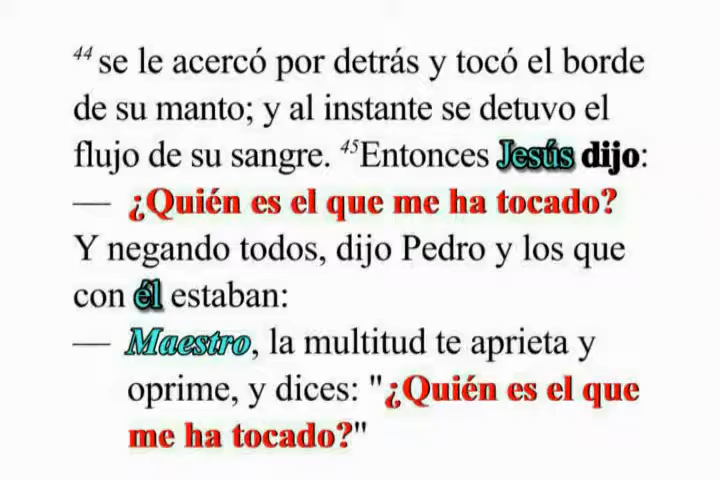 44 se le acercó por detrás y tocó el borde
de su manto; y al instante se detuvo el
flujo de su sangre. 45Entonces Jesús dijo:
— ¿Quién es el que me ha tocado?
Y negando todos, dijo Pedro y los que
con él estaban:
— Maestro, la multitud te aprieta y
oprime, y dices: "¿Quién es el que
me ha tocado?"